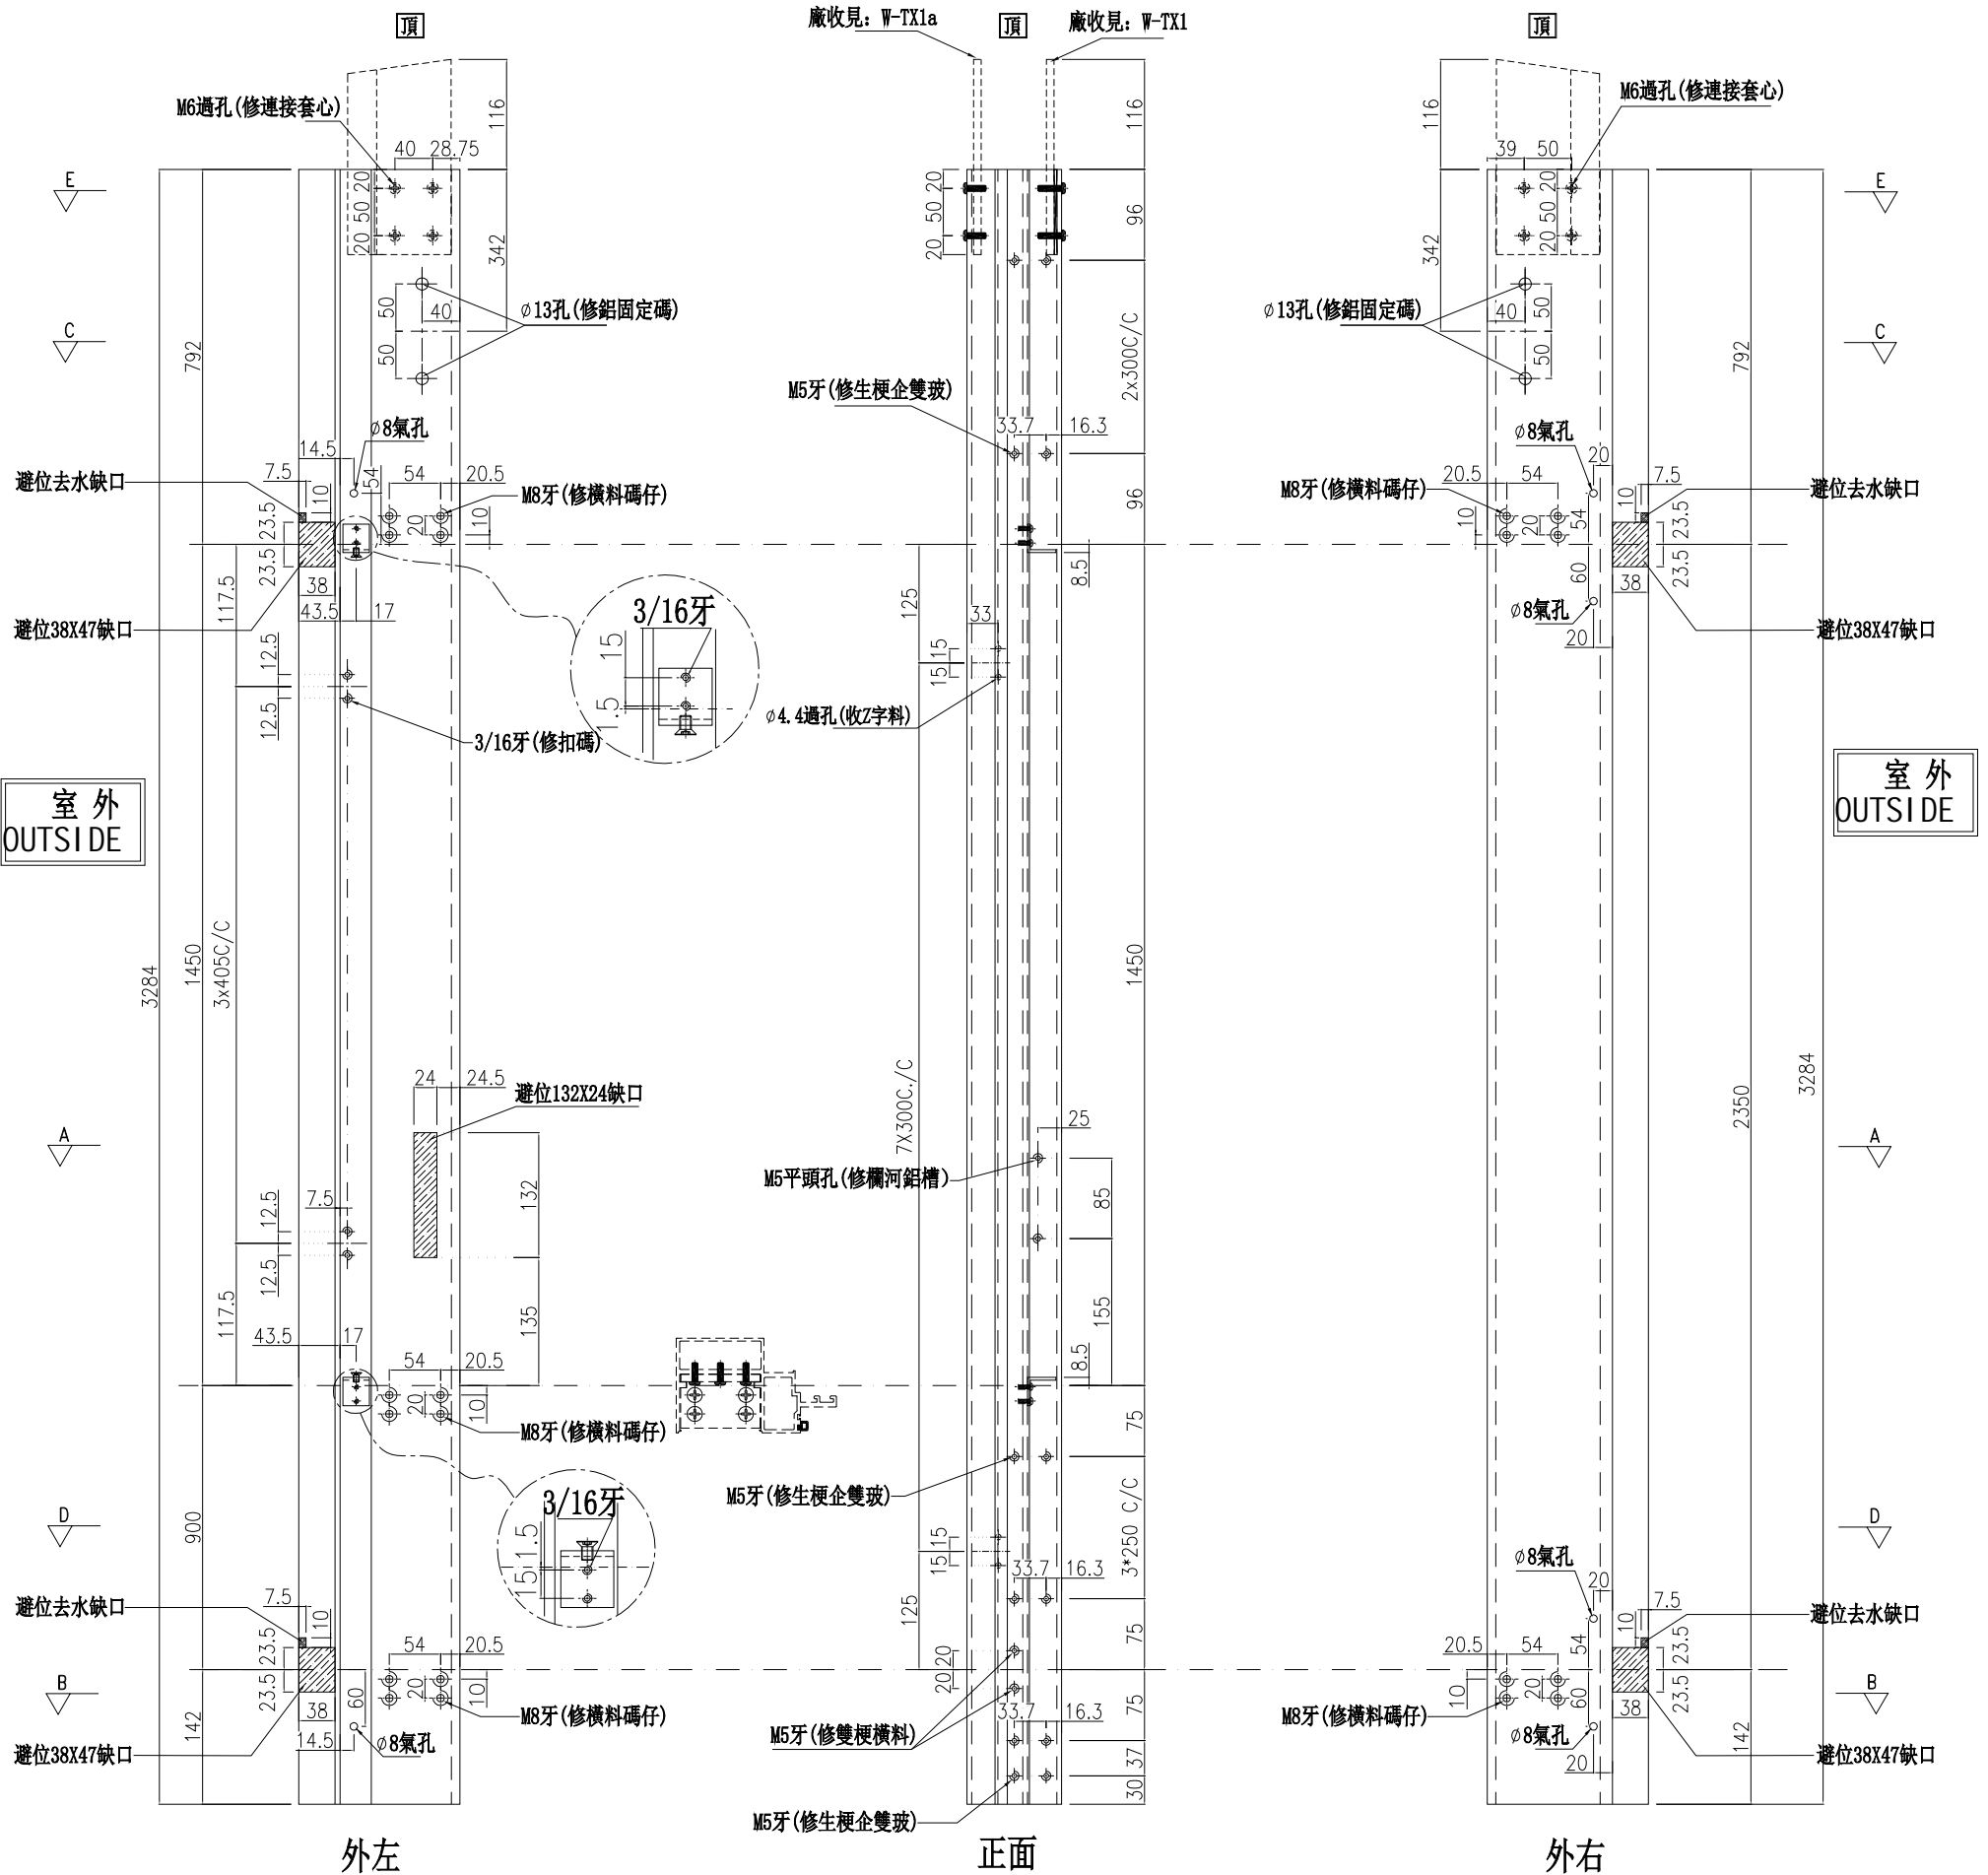 頂
廠收見: W-TX1a
頂
廠收見: W-TX1
頂
M6過孔(修連接套心)
M6過孔(修連接套心)
116
116
116
40
28.75
39
50
E
E
20
50
20
342
20
50
20
96
20
50
20
342
φ13孔(修鋁固定碼)
φ13孔(修鋁固定碼)
50
50
40
40
50
50
C
C
792
2x300C/C
792
M5牙(修生梗企雙玻)
33.7
16.3
φ8氣孔
φ8氣孔
14.5
7.5
10
54
54
20.5
20
避位去水缺口
M8牙(修橫料碼仔)
M8牙(修橫料碼仔)
避位去水缺口
23.5
23.5
20
10
96
20.5
54
10
20
54
60
20
10
7.5
23.5
23.5
38
38
43.5
17
117.5
8.5
125
φ8氣孔
20
避位38X47缺口
避位38X47缺口
3/16牙
15
1.5
33
15
15
12.5
12.5
φ4.4過孔(收Z字料)
3/16牙(修扣碼)
室 外
OUTSIDE
室 外
OUTSIDE
3284
1450
3x405C/C
7X300C./C
1450
2350
3284
24
24.5
避位132X24缺口
25
A
A
M5平頭孔(修欄河鋁槽)
132
85
12.5
12.5
7.5
135
155
117.5
43.5
17
54
20.5
20
10
8.5
75
M8牙(修橫料碼仔)
M5牙(修生梗企雙玻)
3/16牙
1.5
15
D
D
900
15
15
3*250 C/C
33.7
16.3
φ8氣孔
20
避位去水缺口
7.5
10
125
75
10
7.5
避位去水缺口
23.5
23.5
54
20.5
20
10
20
20
20.5
54
10
20
54
60
23.5
23.5
B
B
38
60
M8牙(修橫料碼仔)
33.7
16.3
75
M8牙(修橫料碼仔)
38
142
M5牙(修雙梗橫料)
142
避位38X47缺口
14.5
φ8氣孔
37
φ8氣孔
20
避位38X47缺口
30
M5牙(修生梗企雙玻)
外左
正面
外右